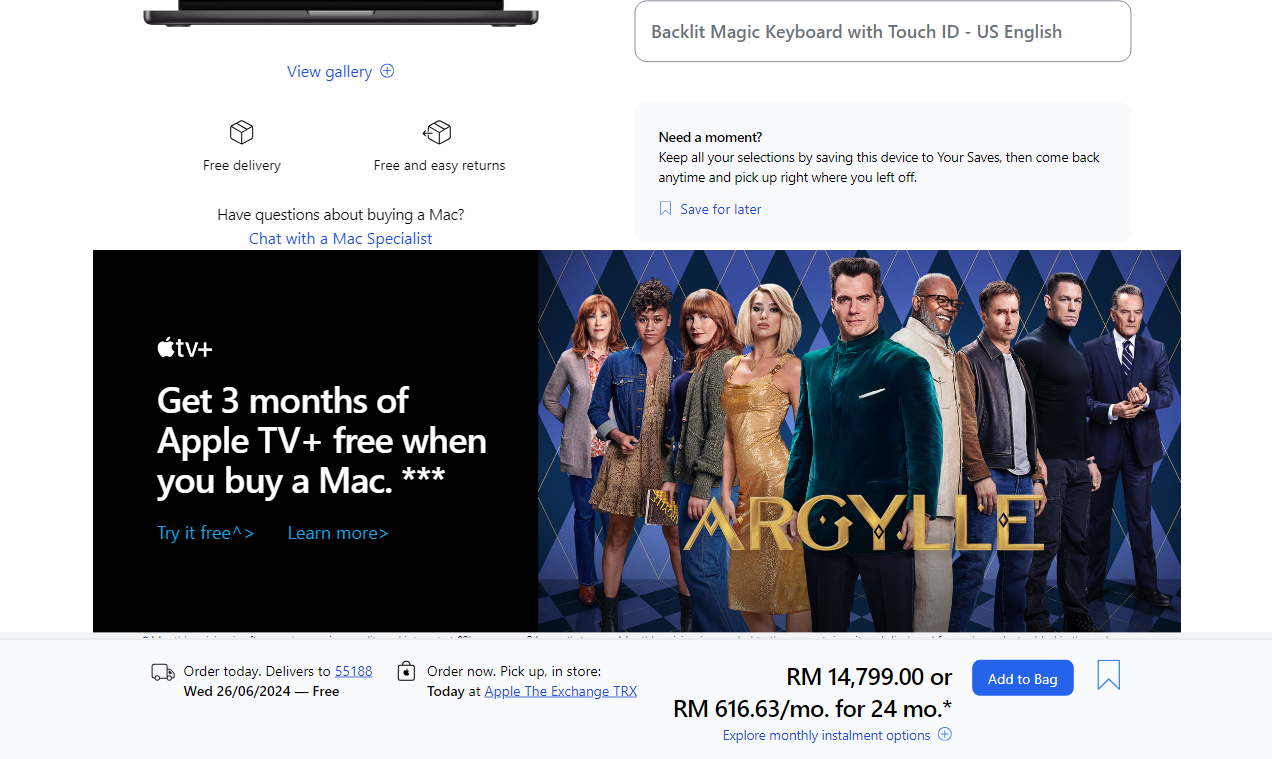 Backlit Magic Keyboard with Touch ID - US English
View gallery
Free delivery
Free and easy returns
Have questions about buying a Mac?
Chat with a Mac Specialist
Need a moment?
Keep all your selections by saving this device to Your Saves, then come back
anytime and pick up right where you left off.
Save for later
tv+
Get 3 months of
Apple TV+ free when
you buy a Mac. ***
Try it free^> Learn more>
ARGYLLE
Order today. Delivers to 55188
Wed 26/06/2024 — Free
Order now. Pick up, in store:
Today at Apple The Exchange TRX
RM 14,799.00 or
RM 616.63/mo. for 24 mo.*
Explore monthly instalment options
Add to Bag